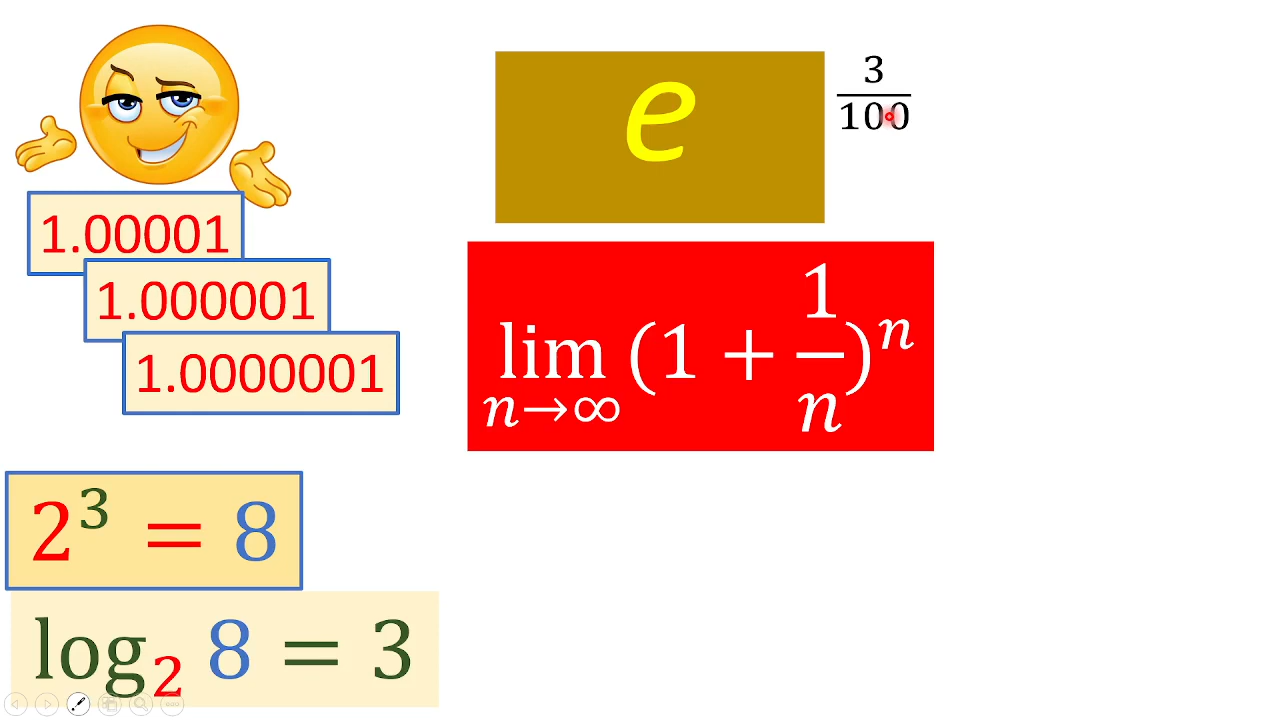 1.00001
1.000001
1.0000001
2³ = 8
log₂ 8 = 3
e
3
100
lim (1 + 1/n)ⁿ
n→∞